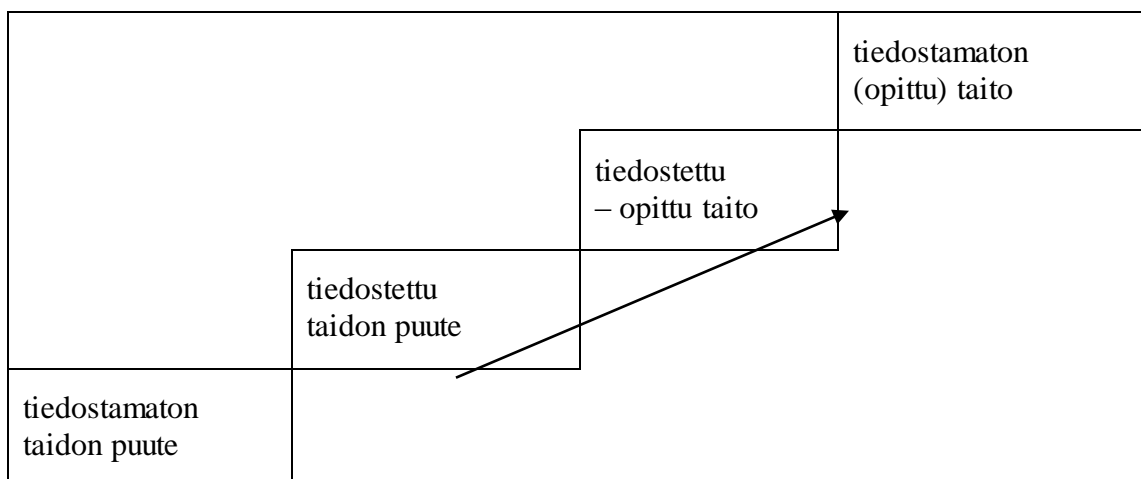 tiedostamaton
(opittu) taito
tiedostettu
– opittu taito
tiedostettu
taidon puute
tiedostamaton
taidon puute